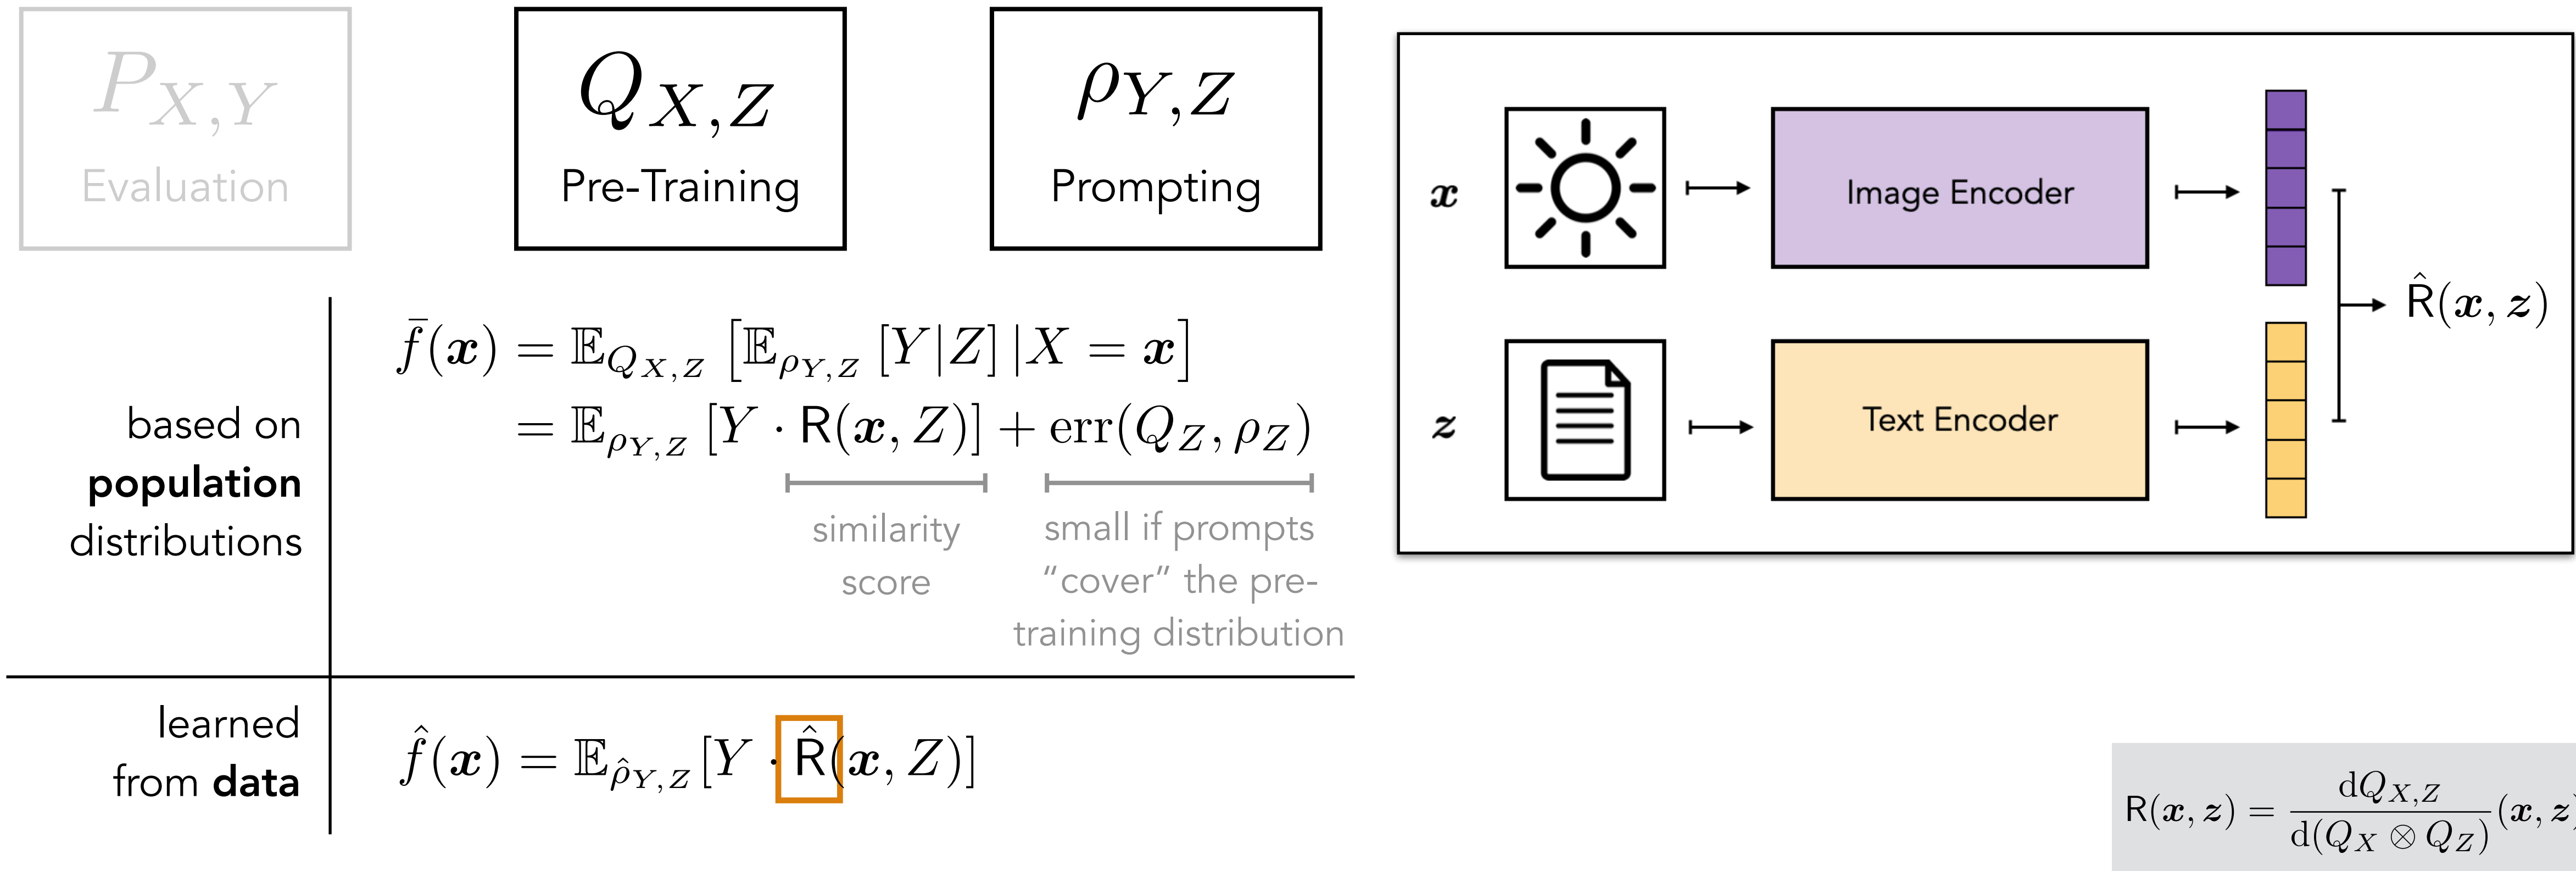 P_{X,Y}
Evaluation
Q_{X,Z}
Pre-Training
ρ_{Y,Z}
Prompting
based on
population
distributions
f̄(x) = 𝔼_{Q_{X,Z}} [𝔼_{ρ_{Y,Z}} [Y|Z] |X = x]
= 𝔼_{ρ_{Y,Z}} [Y · R(x, Z)] + err(Q_Z, ρ_Z)
similarity
score
small if prompts
“cover” the pre-
training distribution
learned
from data
f̂(x) = 𝔼_{ρ̂_{Y,Z}} [Y · R̂(x, Z)]
x
Image Encoder
z
Text Encoder
R̂(x, z)
R(x, z) = dQ_{X,Z} / d(Q_X ⊗ Q_Z) (x, z)